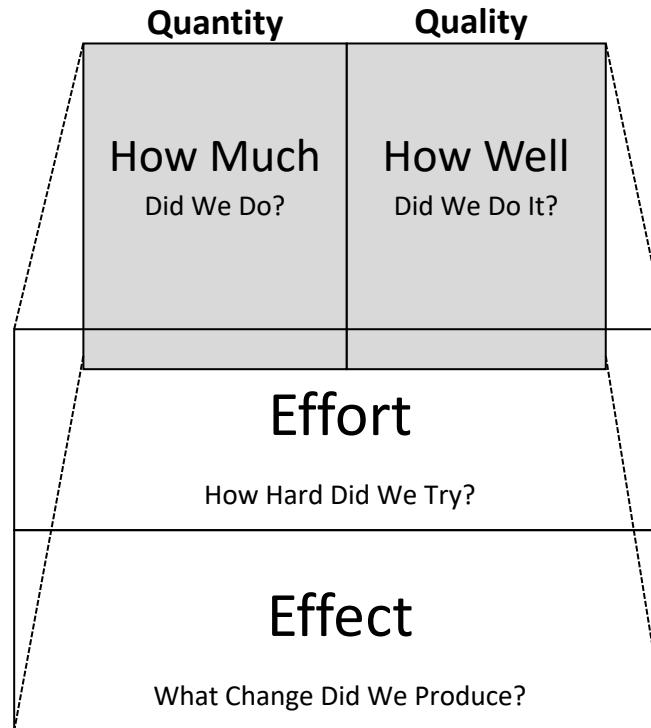 Quantity Quality
How Much
Did We Do?
How Well
Did We Do It?
Effort
How Hard Did We Try?
Effect
What Change Did We Produce?